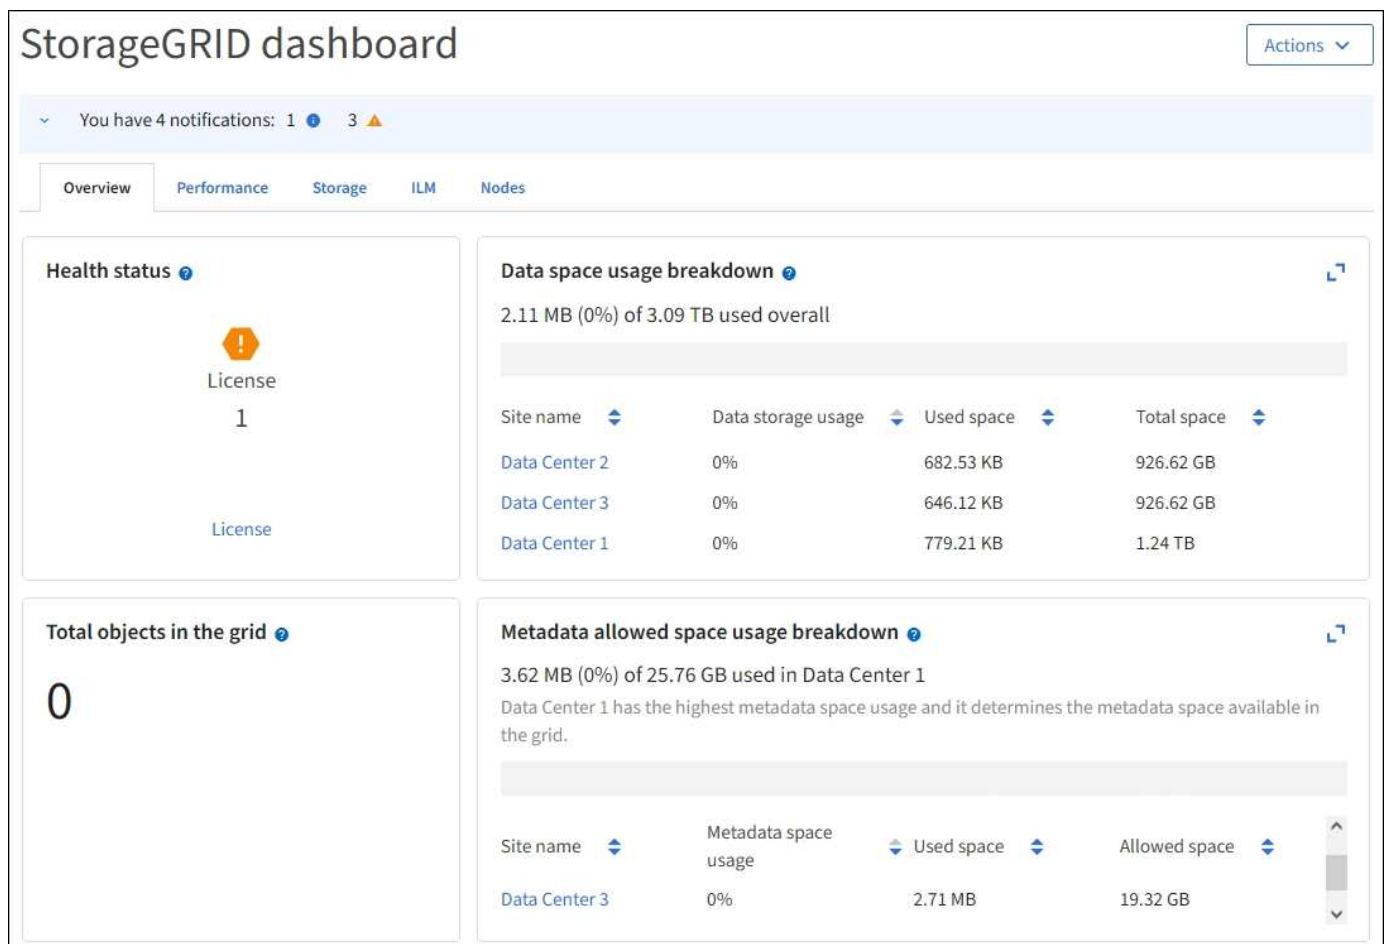 StorageGRID dashboard
Actions
You have 4 notifications: 1 3
Overview Performance Storage ILM Nodes
Health status
License
1
License
Data space usage breakdown
2.11 MB (0%) of 3.09 TB used overall
Site name Data storage usage Used space Total space
Data Center 2 0% 682.53 KB 926.62 GB
Data Center 3 0% 646.12 KB 926.62 GB
Data Center 1 0% 779.21 KB 1.24 TB
Total objects in the grid
0
Metadata allowed space usage breakdown
3.62 MB (0%) of 25.76 GB used in Data Center 1
Data Center 1 has the highest metadata space usage and it determines the metadata space available in
the grid.
Site name Metadata space usage Used space Allowed space
Data Center 3 0% 2.71 MB 19.32 GB